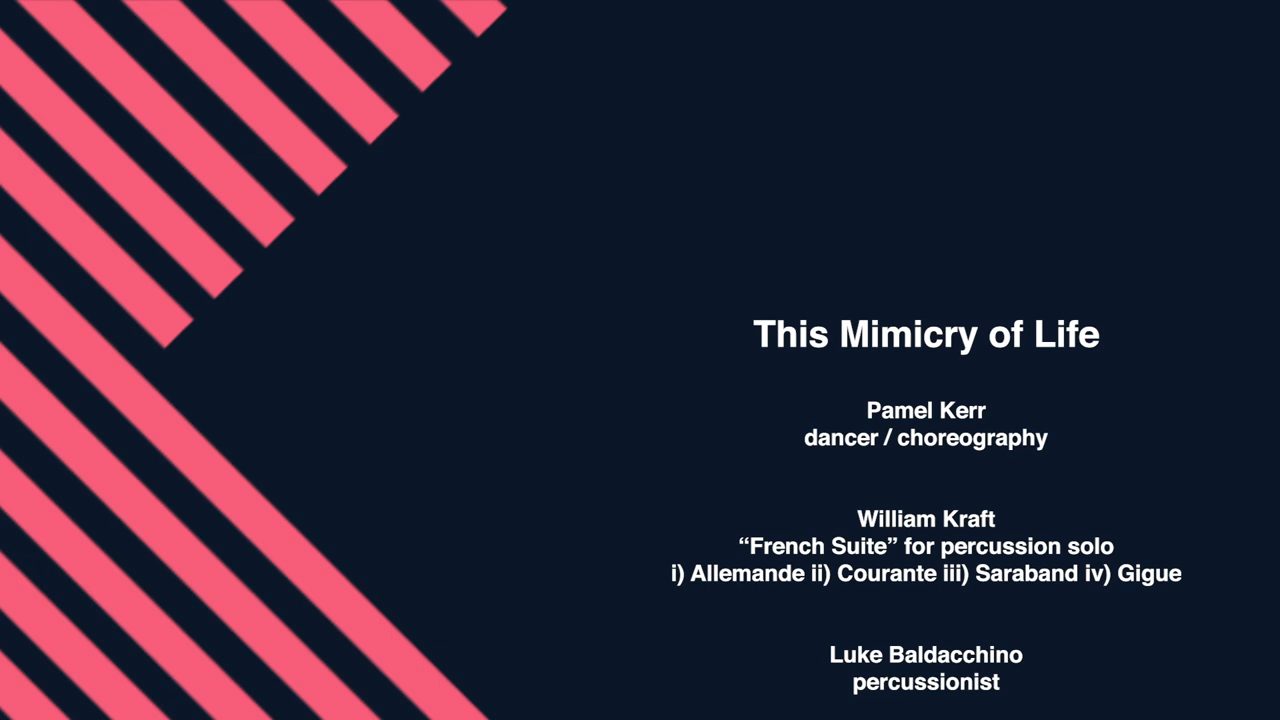 This Mimicry of Life
Pamel Kerr
dancer / choreography
William Kraft
“French Suite” for percussion solo
i) Allemande ii) Courante iii) Saraband iv) Gigue
Luke Baldacchino
percussionist